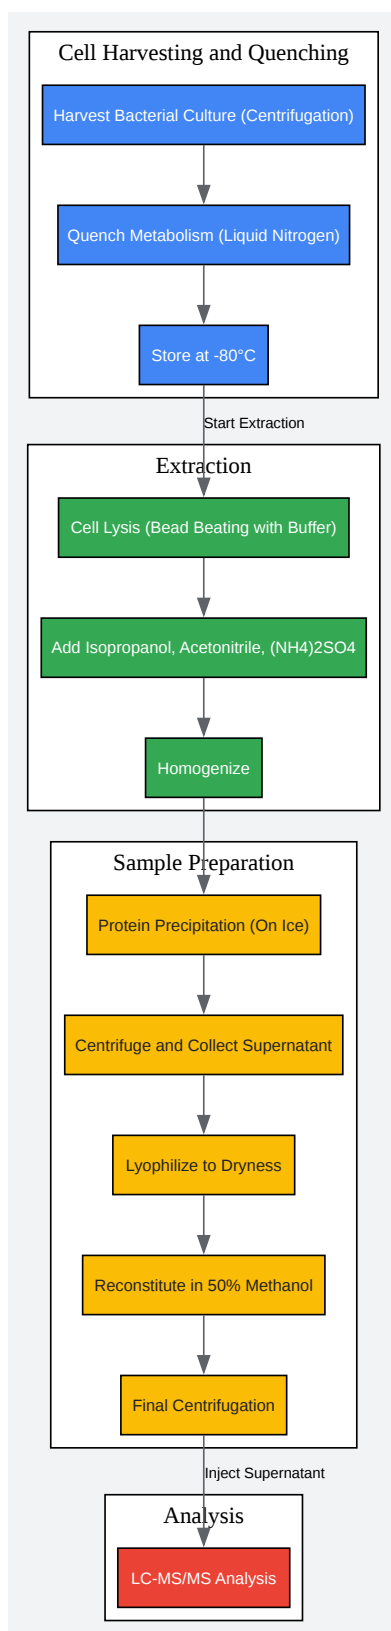 Cell Harvesting and Quenching
Harvest Bacterial Culture (Centrifugation)
Quench Metabolism (Liquid Nitrogen)
Store at -80°C
Start Extraction
Extraction
Cell Lysis (Bead Beating with Buffer)
Add Isopropanol, Acetonitrile, (NH4)2SO4
Homogenize
Sample Preparation
Protein Precipitation (On Ice)
Centrifuge and Collect Supernatant
Lyophilize to Dryness
Reconstitute in 50% Methanol
Final Centrifugation
Inject Supernatant
Analysis
LC-MS/MS Analysis